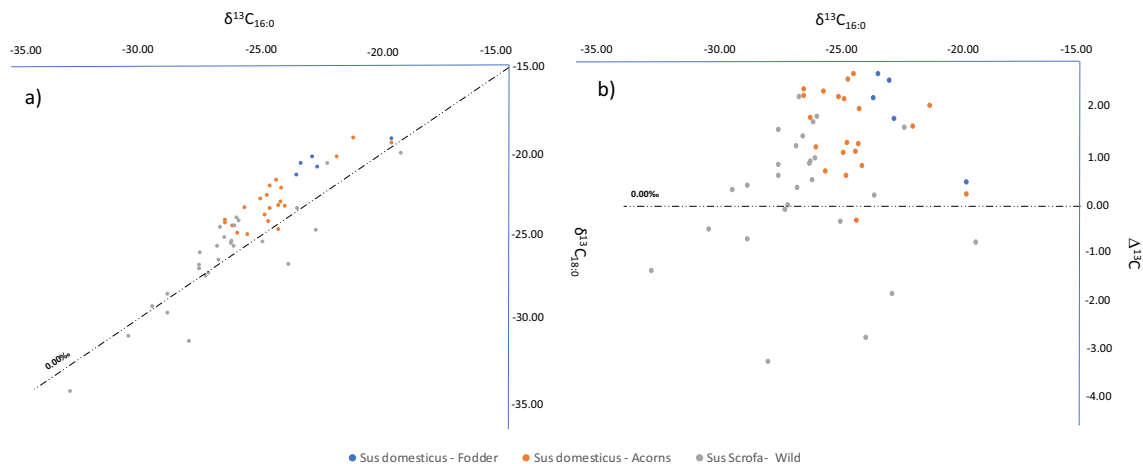 δ¹³C₁₆:₀
-35.00 -30.00 -25.00 -20.00 -15.00
a)
-15.00
-20.00
-25.00
-30.00
-35.00
δ¹³C₁₈:₀
0.00‰
δ¹³C₁₆:₀
-35.00 -30.00 -25.00 -20.00 -15.00
b)
2.00
1.00
0.00
-1.00
-2.00
-3.00
-4.00
Δ¹³C
0.00‰
Sus domesticus - Fodder Sus domesticus - Acorns Sus Scrofa- Wild